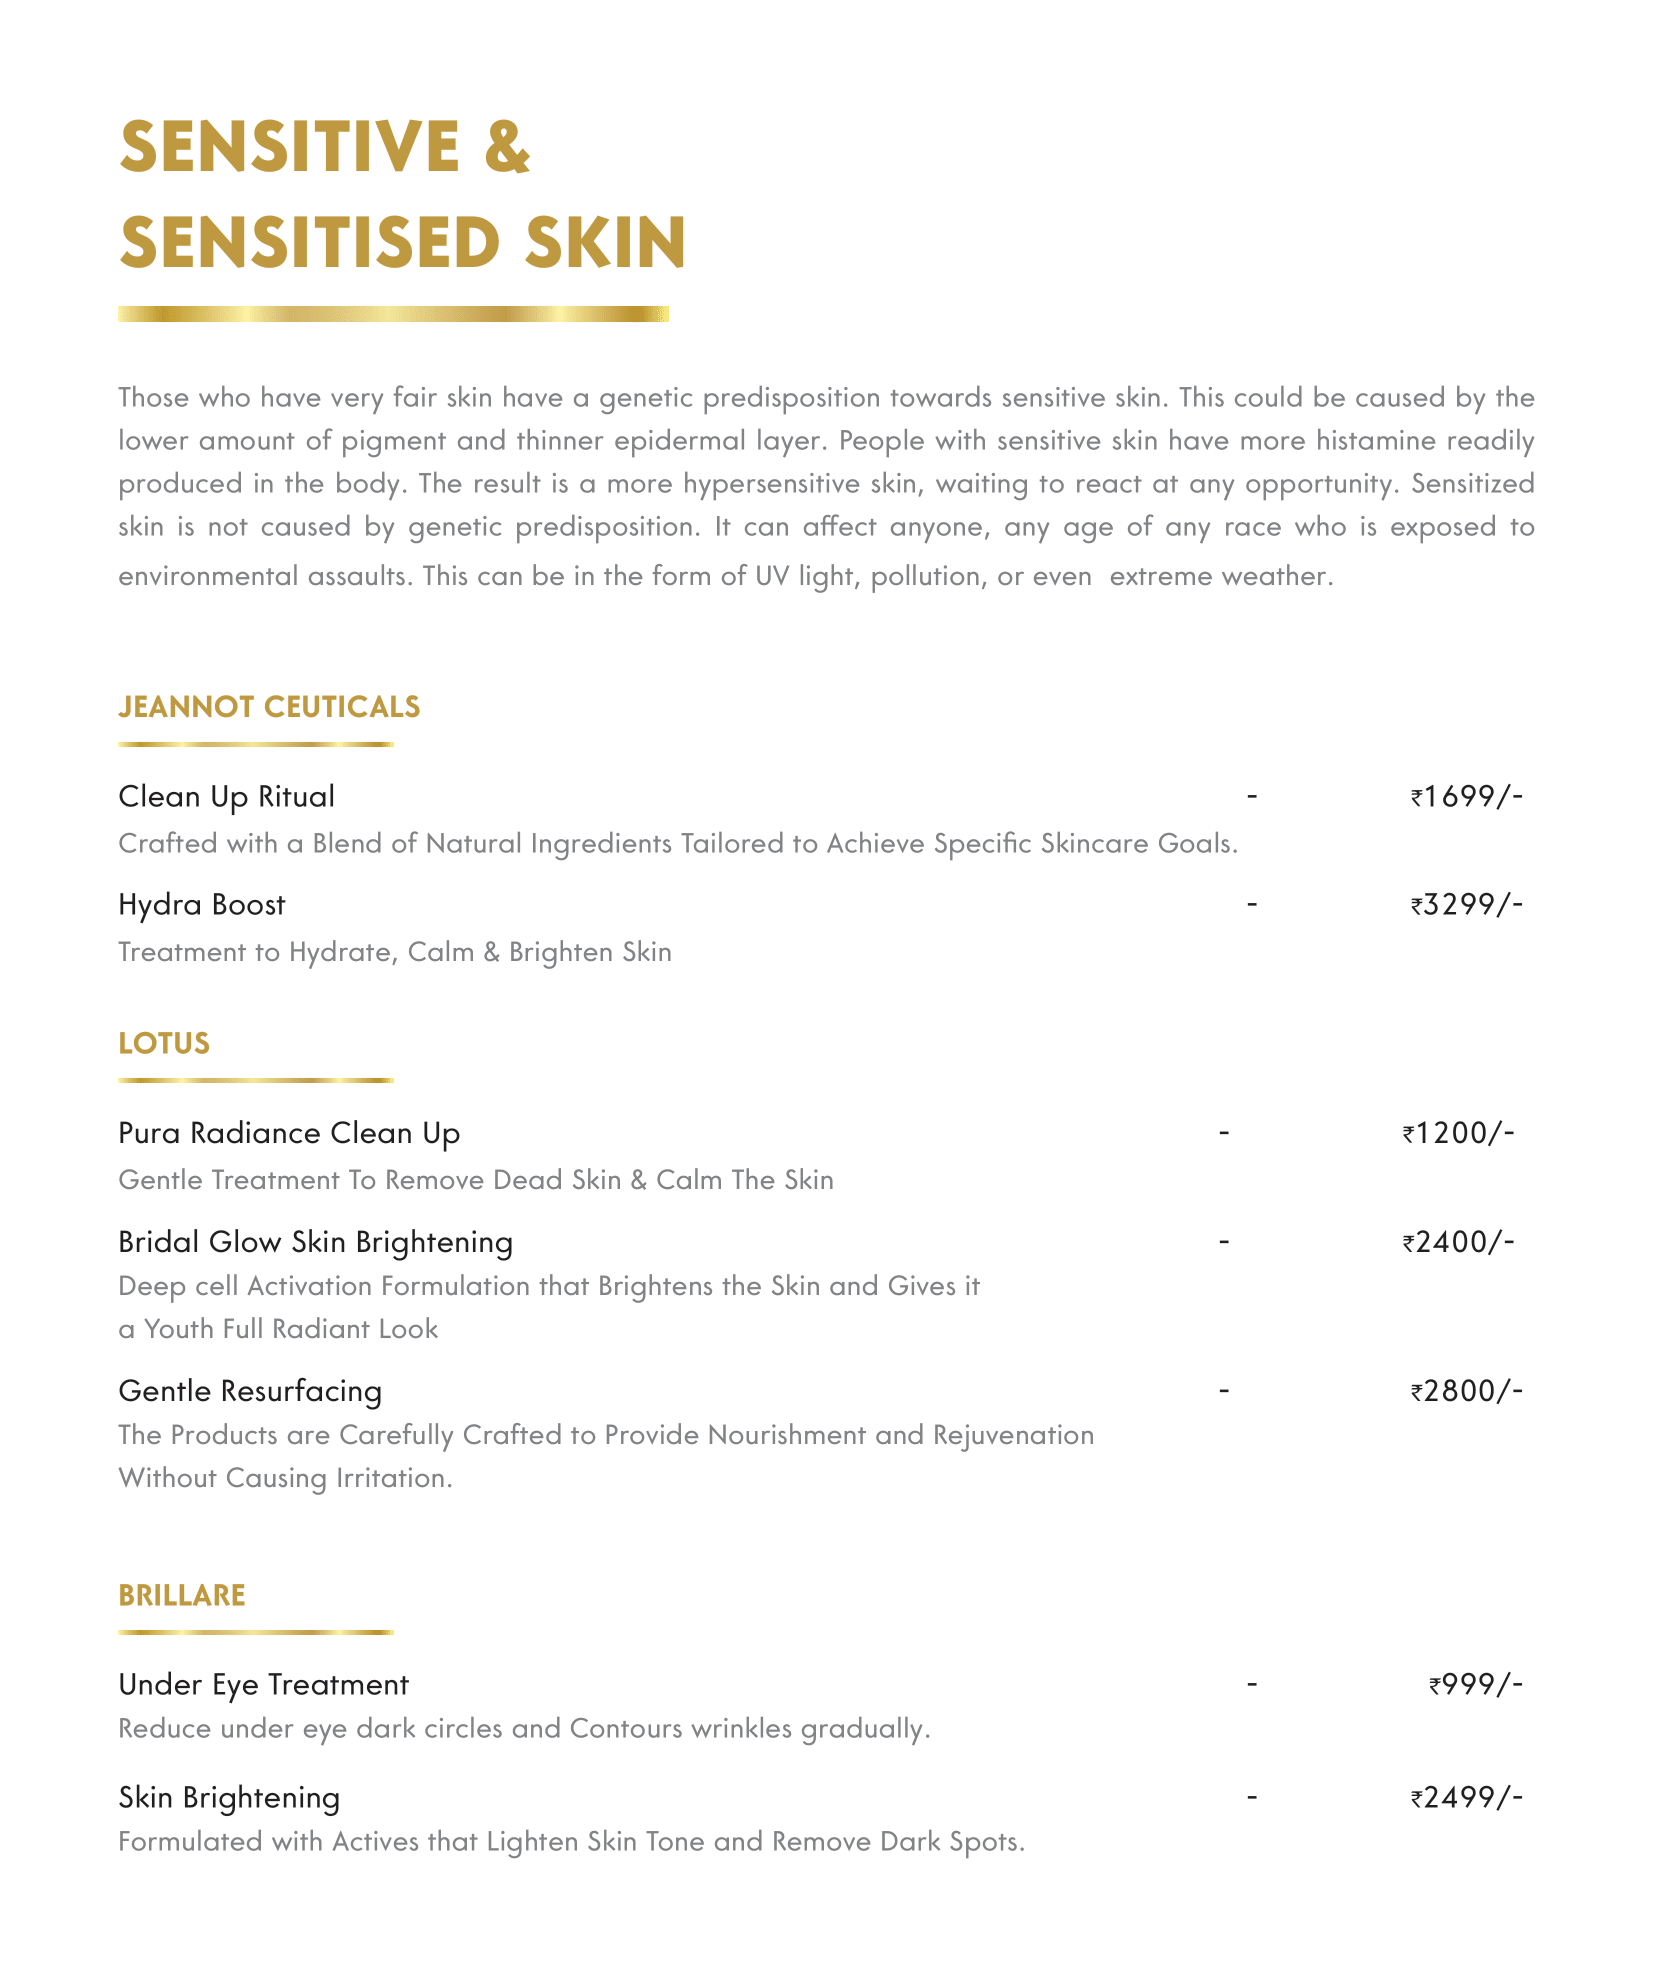 SENSITIVE &
SENSITISED SKIN
Those who have very fair skin have a genetic predisposition towards sensitive skin. This could be caused by the
lower amount of pigment and thinner epidermal layer. People with sensitive skin have more histamine readily
produced in the body. The result is a more hypersensitive skin, waiting to react at any opportunity. Sensitized
skin is not caused by genetic predisposition. It can affect anyone, any age of any race who is exposed to
environmental assaults. This can be in the form of UV light, pollution, or even  extreme weather.
JEANNOT CEUTICALS
Clean Up Ritual - ₹1699/-
Crafted with a Blend of Natural Ingredients Tailored to Achieve Specific Skincare Goals.
Hydra Boost - ₹3299/-
Treatment to Hydrate, Calm & Brighten Skin
LOTUS
Pura Radiance Clean Up - ₹1200/-
Gentle Treatment To Remove Dead Skin & Calm The Skin
Bridal Glow Skin Brightening - ₹2400/-
Deep cell Activation Formulation that Brightens the Skin and Gives it
a Youth Full Radiant Look
Gentle Resurfacing - ₹2800/-
The Products are Carefully Crafted to Provide Nourishment and Rejuvenation
Without Causing Irritation.
BRILLARE
Under Eye Treatment - ₹999/-
Reduce under eye dark circles and Contours wrinkles gradually.
Skin Brightening - ₹2499/-
Formulated with Actives that Lighten Skin Tone and Remove Dark Spots.